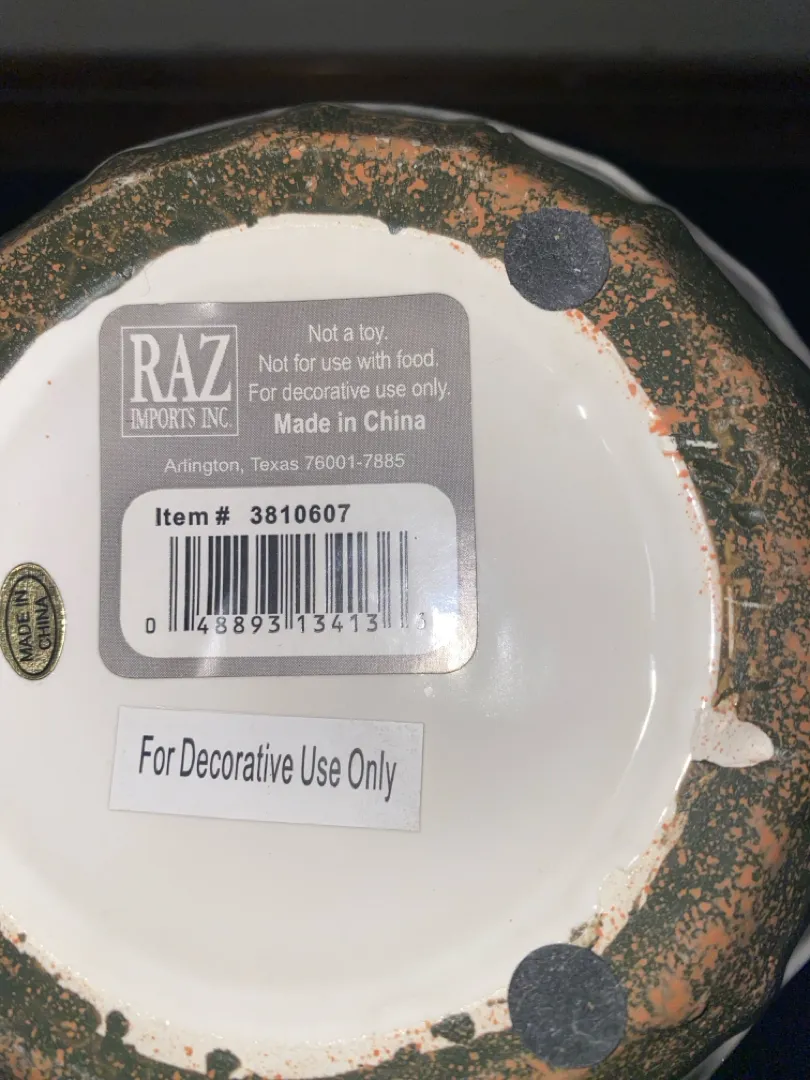 RAZ
IMPORTS INC.
Not a toy.
Not for use with food.
For decorative use only.
Made in China
Arlington, Texas 76001-7885
Item # 3810607
0 48893 13413
MADE IN
CHINA
For Decorative Use Only